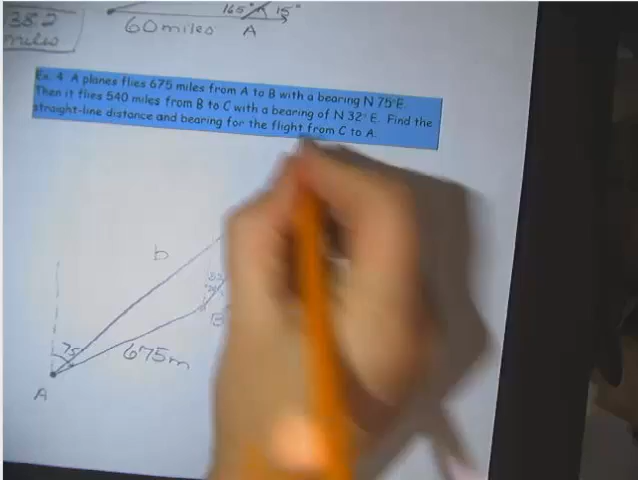 165° 15°
38.2
miles
60 miles A
Ex. 4 A planes flies 675 miles from A to B with a bearing N 75°E.
Then it flies 540 miles from B to C with a bearing of N 32° E. Find the
straight-line distance and bearing for the flight from C to A.
b
B
75°
675m
A